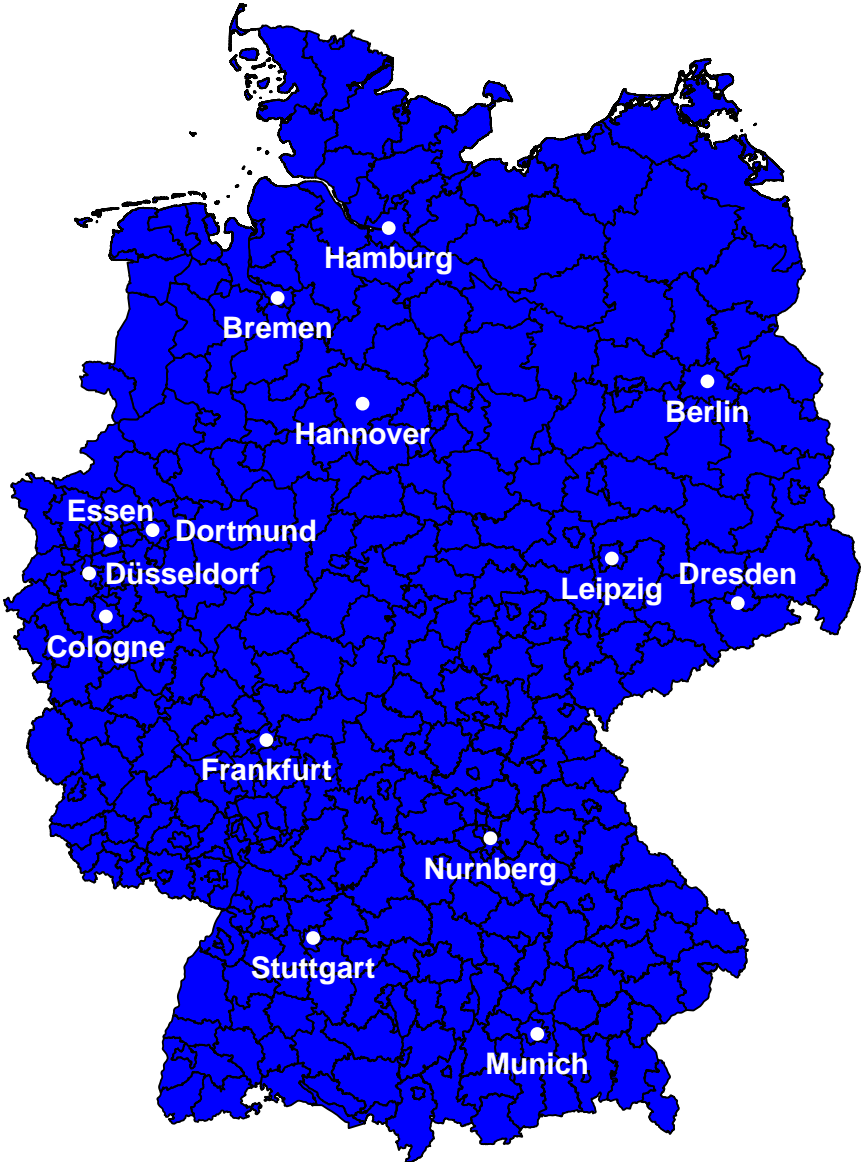 Hamburg
Bremen
Berlin
Hannover
Essen
Dortmund
Düsseldorf
Leipzig
Dresden
Cologne
Frankfurt
Nurnberg
Stuttgart
Munich